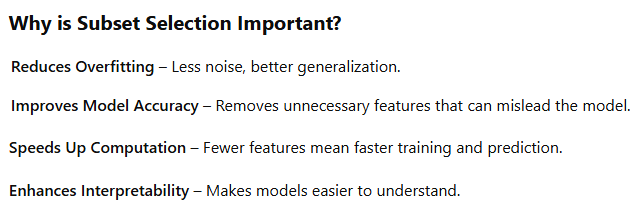 Why is Subset Selection Important?
Reduces Overfitting – Less noise, better generalization.
Improves Model Accuracy – Removes unnecessary features that can mislead the model.
Speeds Up Computation – Fewer features mean faster training and prediction.
Enhances Interpretability – Makes models easier to understand.